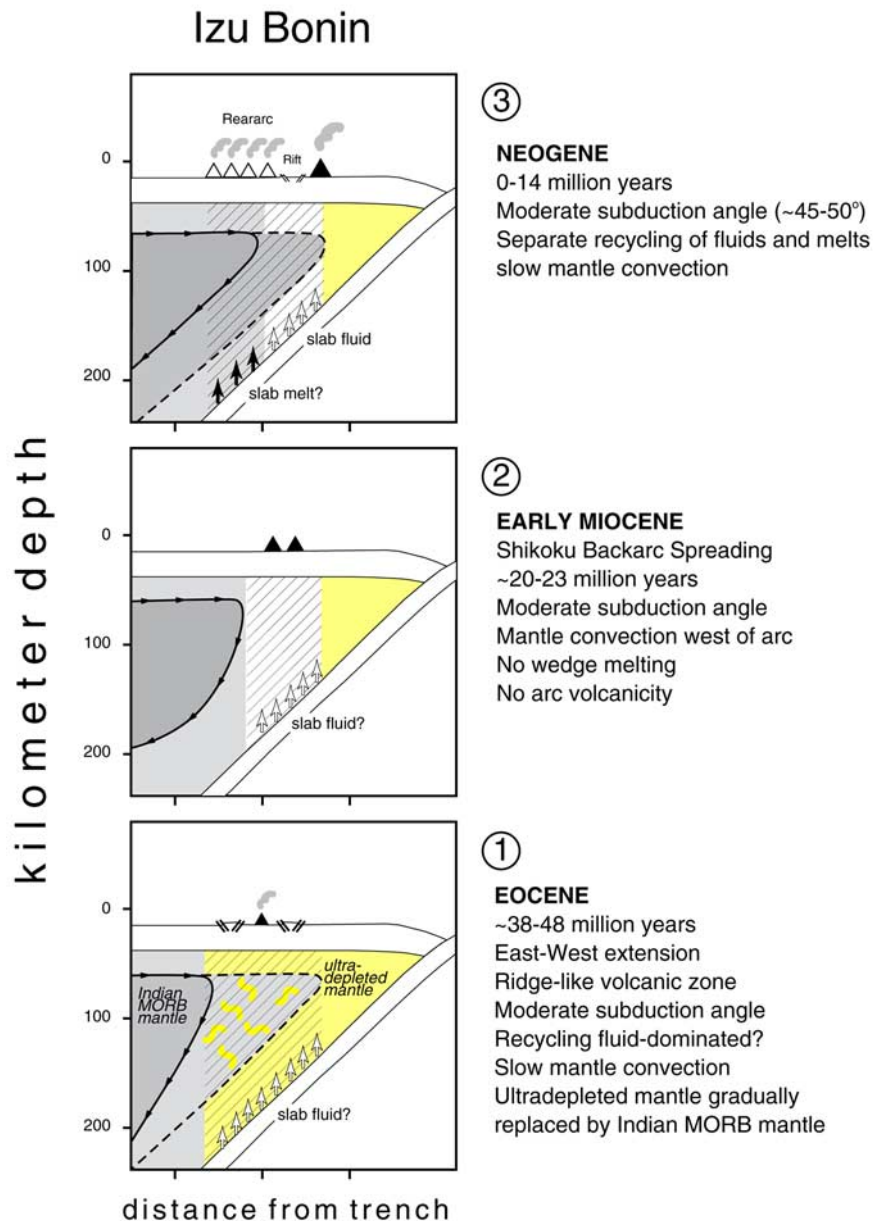 Izu Bonin
kilometer depth
Reararc
Rift
0
100
200
slab fluid
slab melt?
3
NEOGENE
0-14 million years
Moderate subduction angle (~45-50°)
Separate recycling of fluids and melts
slow mantle convection
0
100
200
slab fluid?
2
EARLY MIOCENE
Shikoku Backarc Spreading
~20-23 million years
Moderate subduction angle
Mantle convection west of arc
No wedge melting
No arc volcanicity
0
100
200
Indian
MORB
mantle
ultra-
depleted
mantle
slab fluid?
1
EOCENE
~38-48 million years
East-West extension
Ridge-like volcanic zone
Moderate subduction angle
Recycling fluid-dominated?
Slow mantle convection
Ultradepleted mantle gradually
replaced by Indian MORB mantle
distance from trench